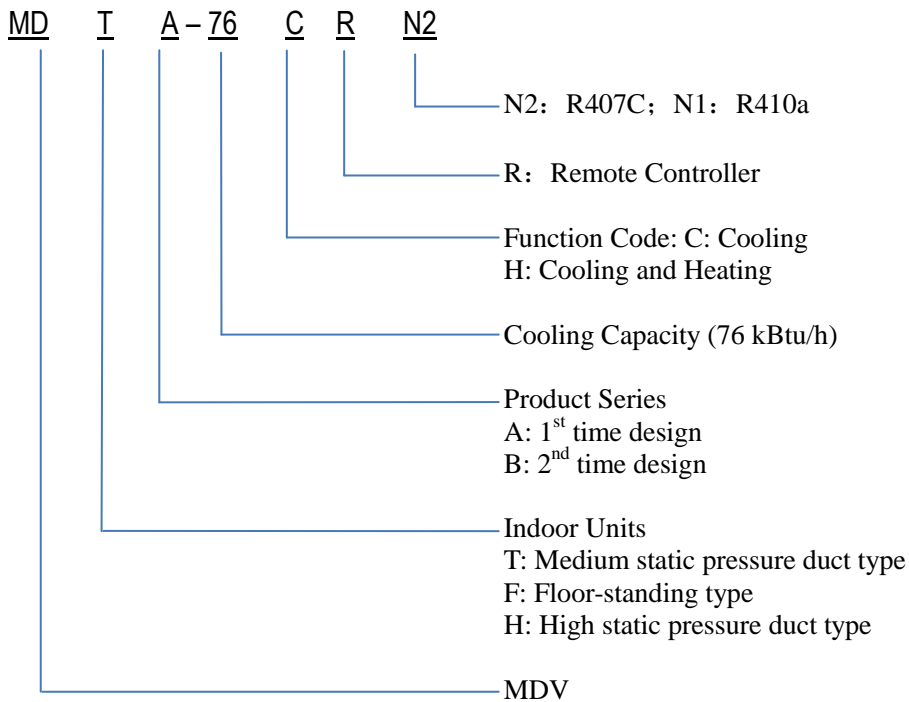 MD T A – 76 C R N2
N2：R407C；N1：R410a
R：Remote Controller
Function Code: C: Cooling
H: Cooling and Heating
Cooling Capacity (76 kBtu/h)
Product Series
A: 1st time design
B: 2nd time design
Indoor Units
T: Medium static pressure duct type
F: Floor-standing type
H: High static pressure duct type
MDV